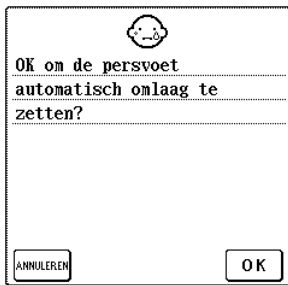 OK om de persvoet
automatisch omlaag te
zetten?
ANNULEREN
OK